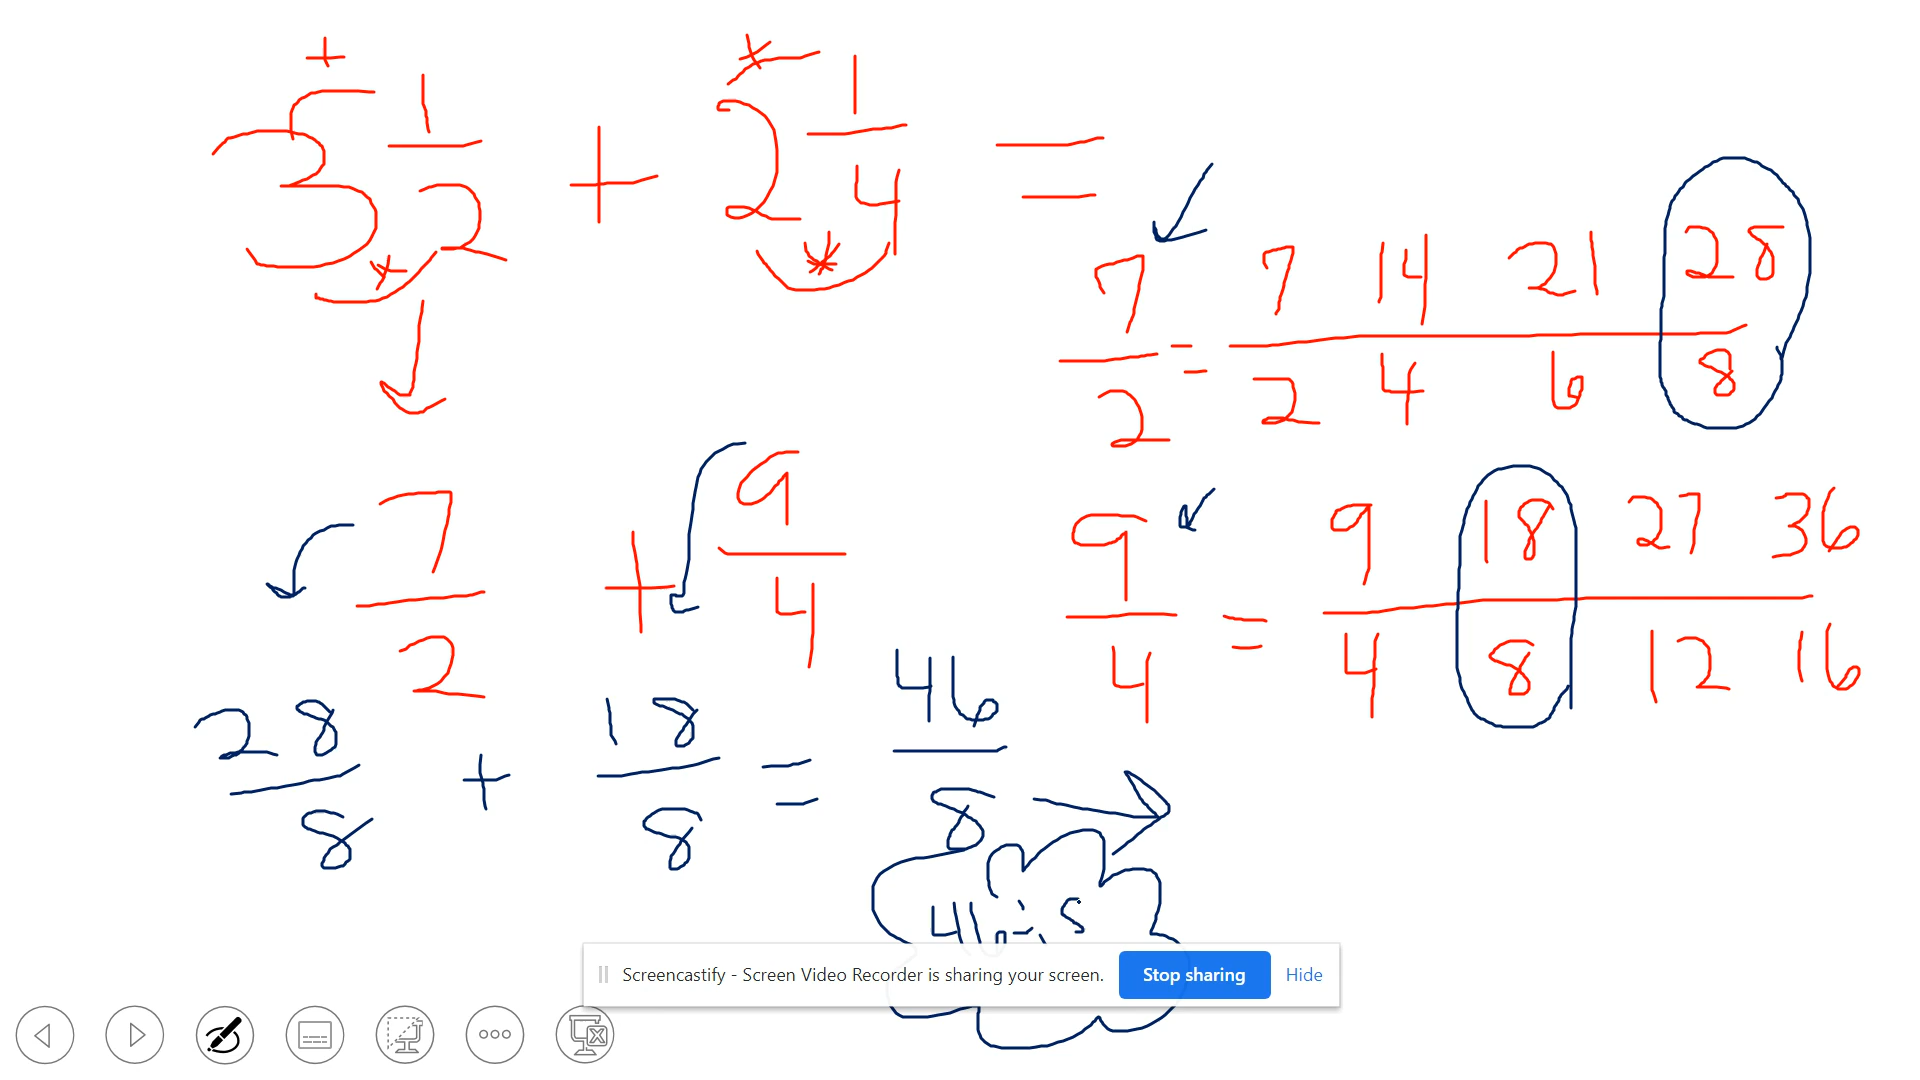 3 1/2 + 2 1/4 =
7/2 = 7/2 14/4 21/6 28/8
7/2 + 9/4
9/4 = 9/4 18/8 27/12 36/16
28/8 + 18/8 = 46/8
46 ÷
Screencastify - Screen Video Recorder is sharing your screen.
Stop sharing
Hide